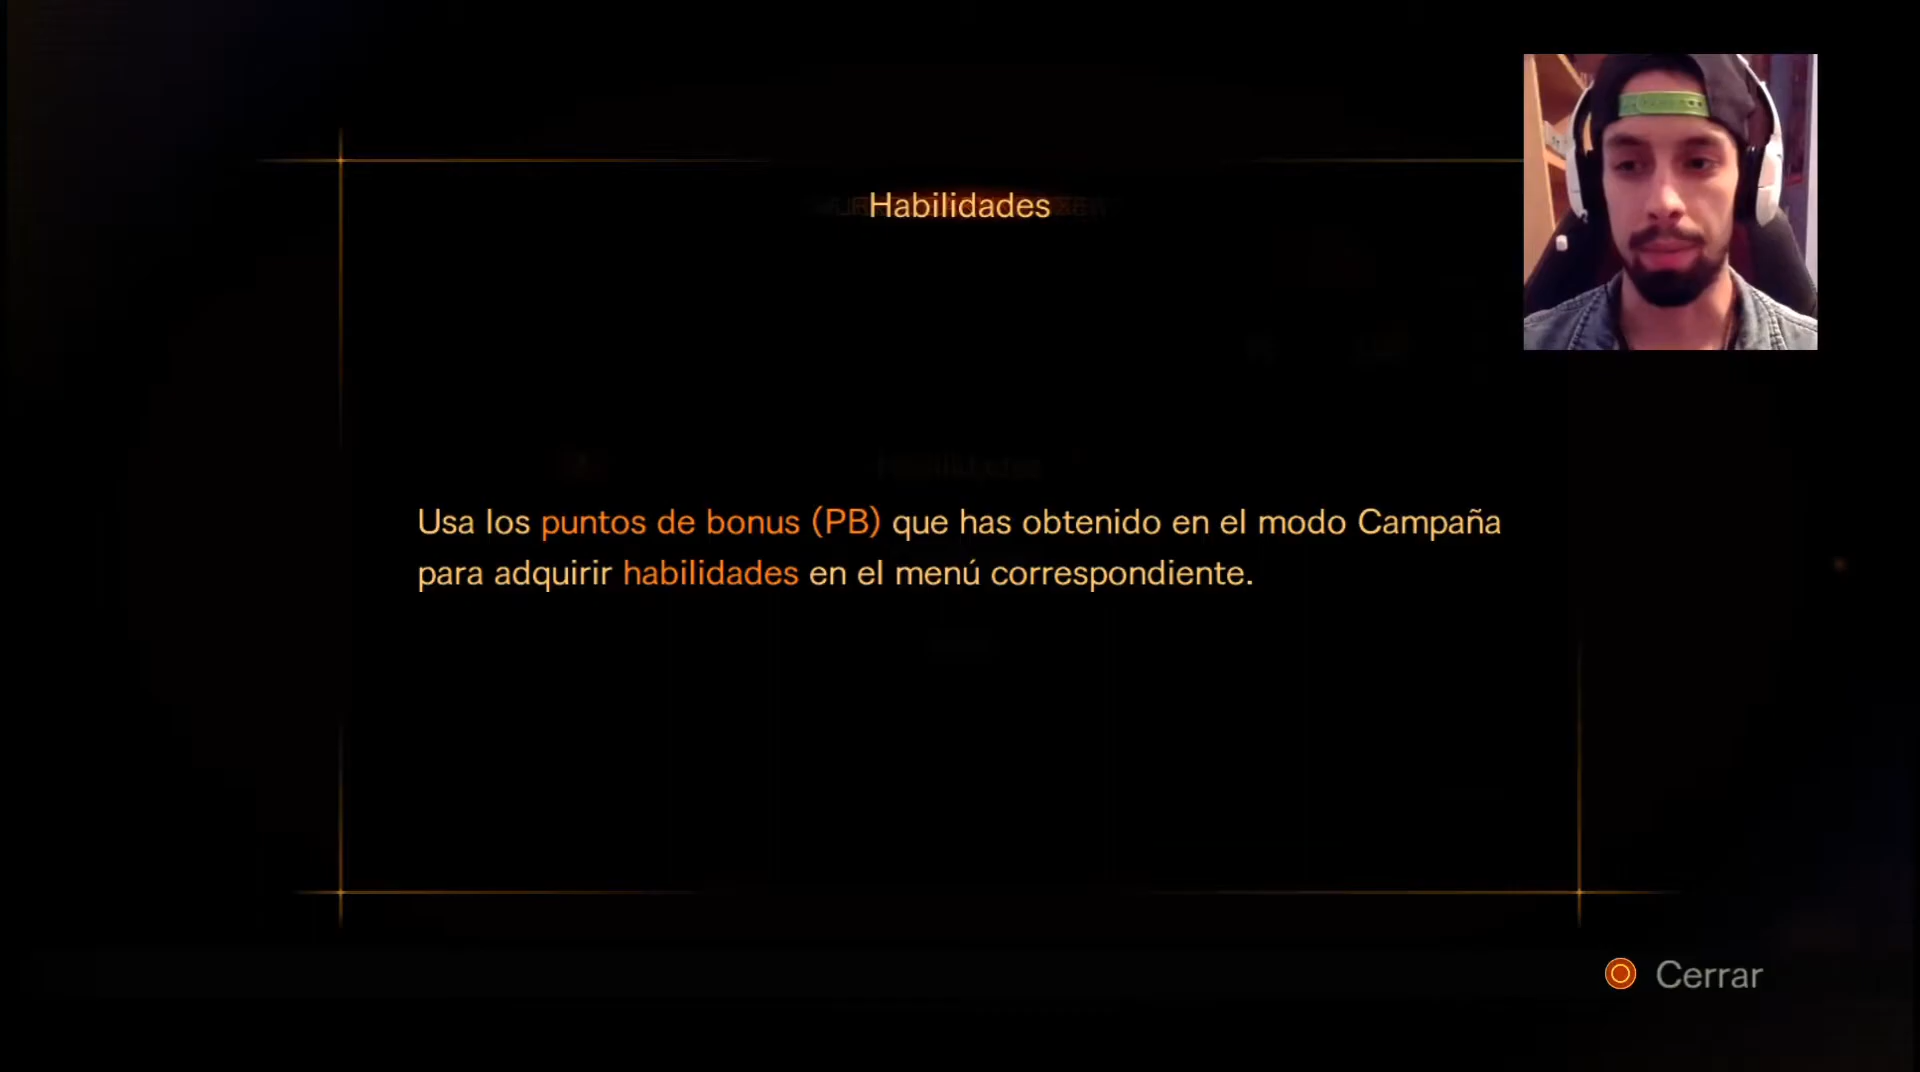 Habilidades
Usa los puntos de bonus (PB) que has obtenido en el modo Campaña
para adquirir habilidades en el menú correspondiente.
Cerrar